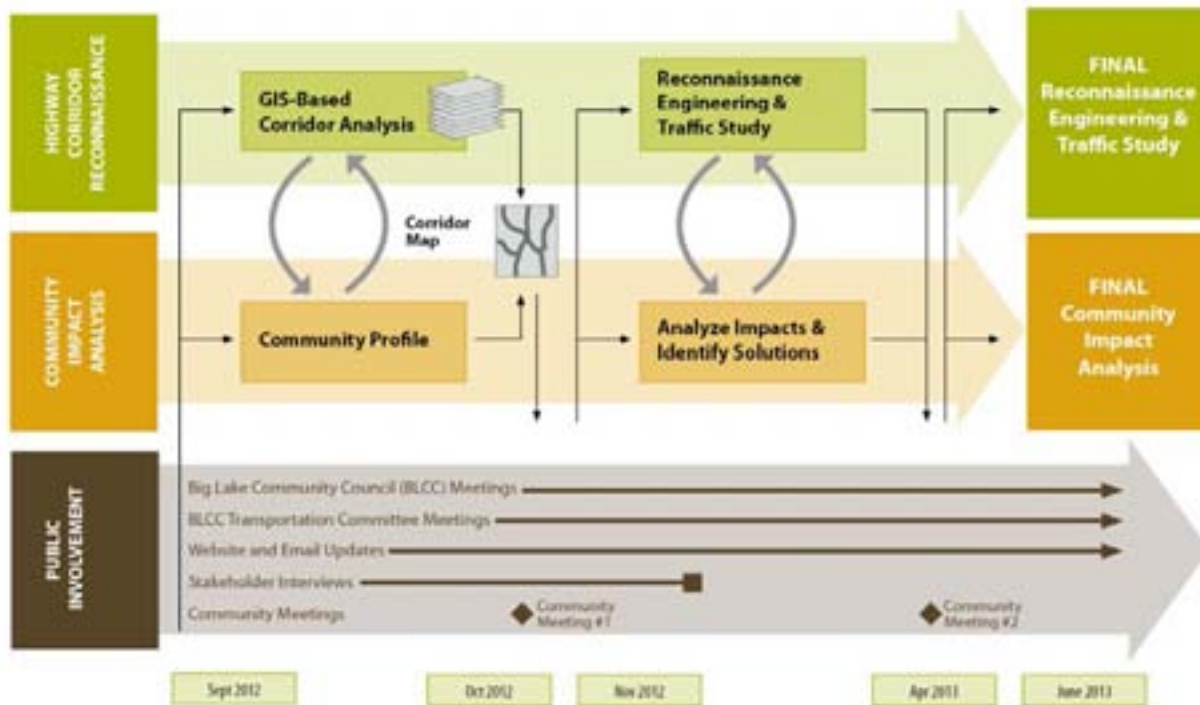 HIGHWAY
CORRIDOR
RECONNAISSANCE
GIS-Based
Corridor Analysis
Reconnaissance
Engineering &
Traffic Study
FINAL
Reconnaissance
Engineering &
Traffic Study
Corridor
Map
COMMUNITY
IMPACT
ANALYSIS
Community Profile
Analyze Impacts &
Identify Solutions
FINAL
Community
Impact
Analysis
PUBLIC
INVOLVEMENT
Big Lake Community Council (BLCC) Meetings
BLCC Transportation Committee Meetings
Website and Email Updates
Stakeholder Interviews
Community Meetings
Community
Meeting #1
Community
Meeting #2
Sept 2012
Oct 2012
Nov 2012
Apr 2013
June 2013